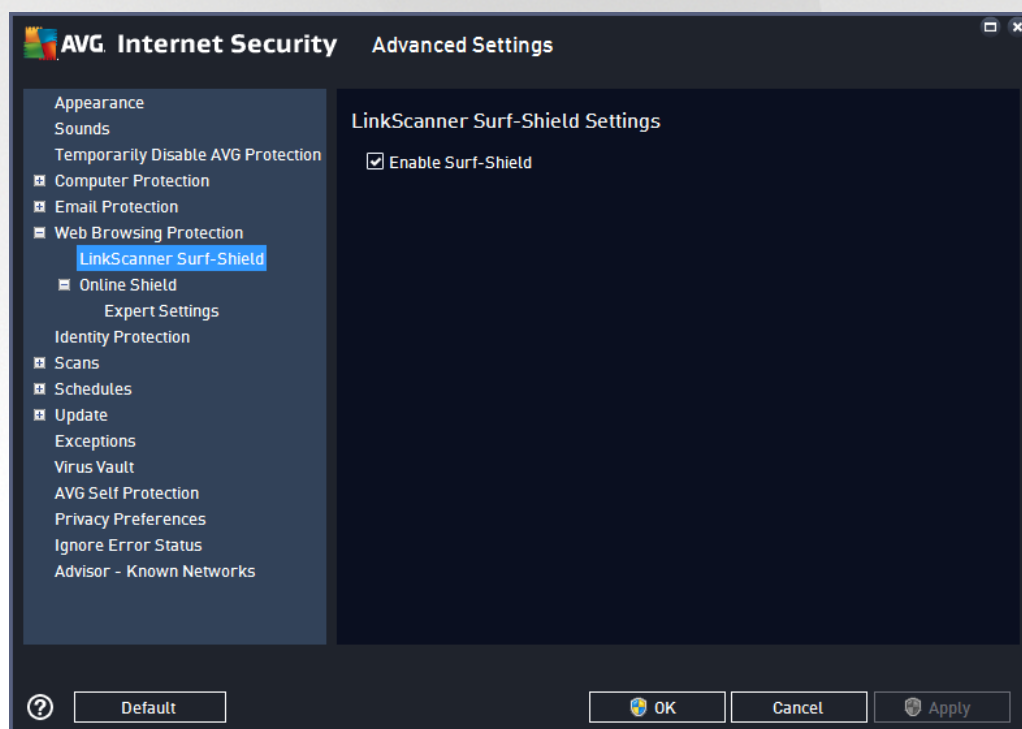 AVG. Internet Security Advanced Settings
Appearance
Sounds
Temporarily Disable AVG Protection
Computer Protection
Email Protection
Web Browsing Protection
LinkScanner Surf-Shield
Online Shield
Expert Settings
Identity Protection
Scans
Schedules
Update
Exceptions
Virus Vault
AVG Self Protection
Privacy Preferences
Ignore Error Status
Advisor - Known Networks
LinkScanner Surf-Shield Settings
Enable Surf-Shield
? Default OK Cancel Apply